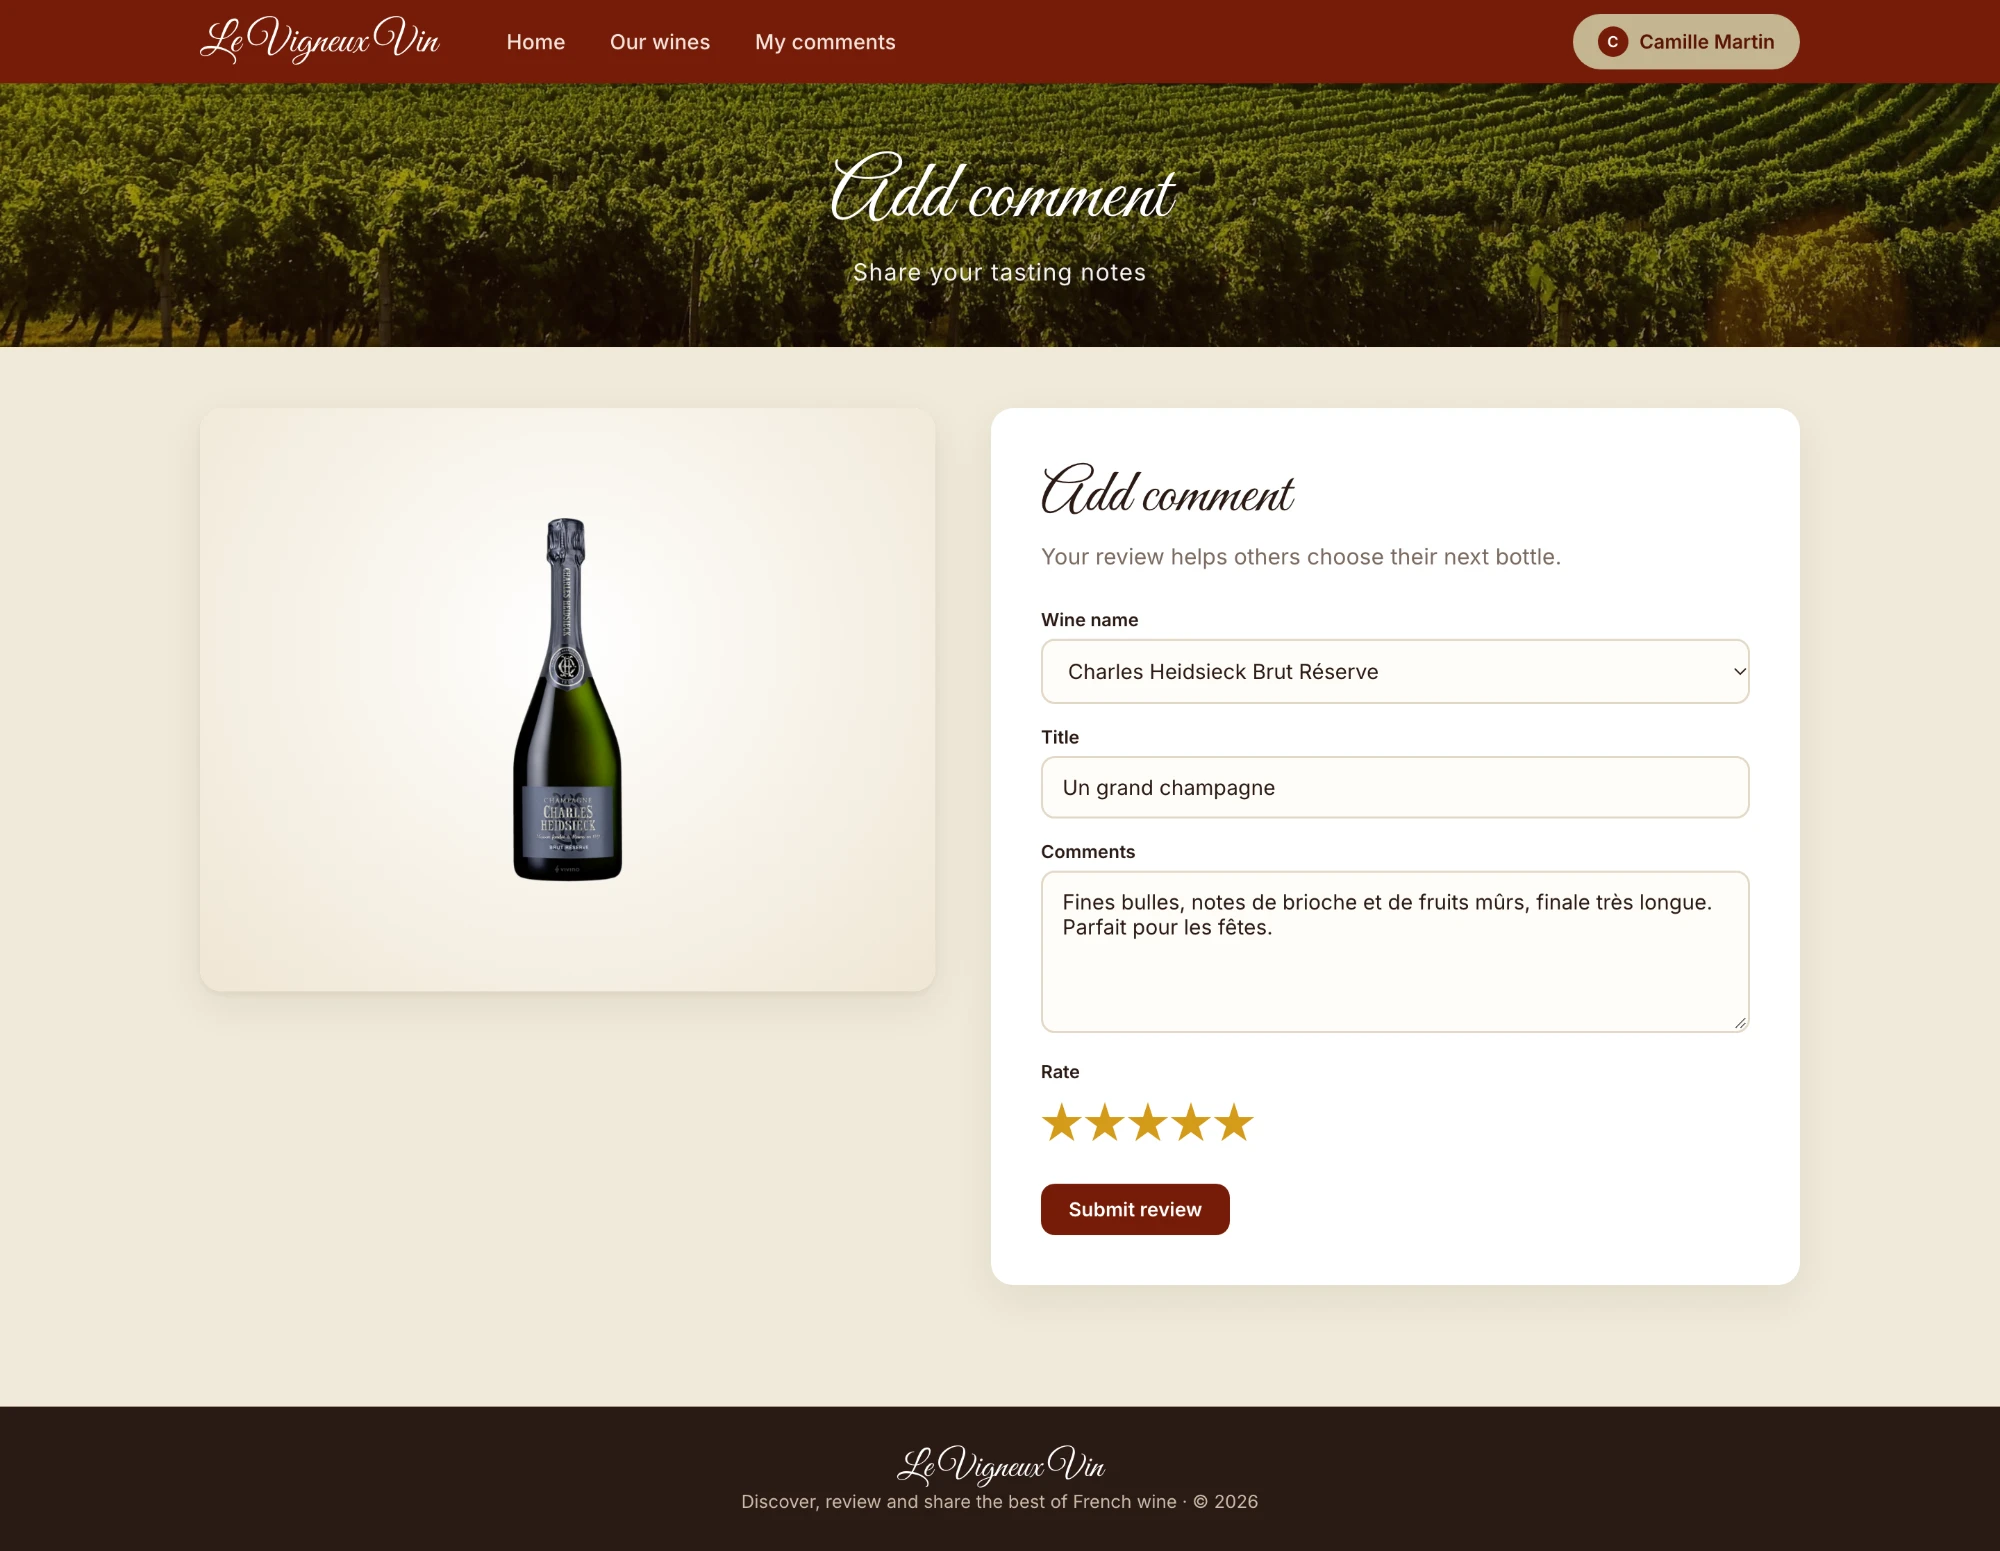 Le Vigneux Vin
Home
Our wines
My comments
C
Camille Martin
Add comment
Share your tasting notes
CHARLES HEIDSIECK
CHAMPAGNE
CHARLES
HEIDSIECK
BRUT RÉSERVE
Add comment
Your review helps others choose their next bottle.
Wine name
Charles Heidsieck Brut Réserve
Title
Un grand champagne
Comments
Fines bulles, notes de brioche et de fruits mûrs, finale très longue.
Parfait pour les fêtes.
Rate
Submit review
Le Vigneux Vin
Discover, review and share the best of French wine · © 2026